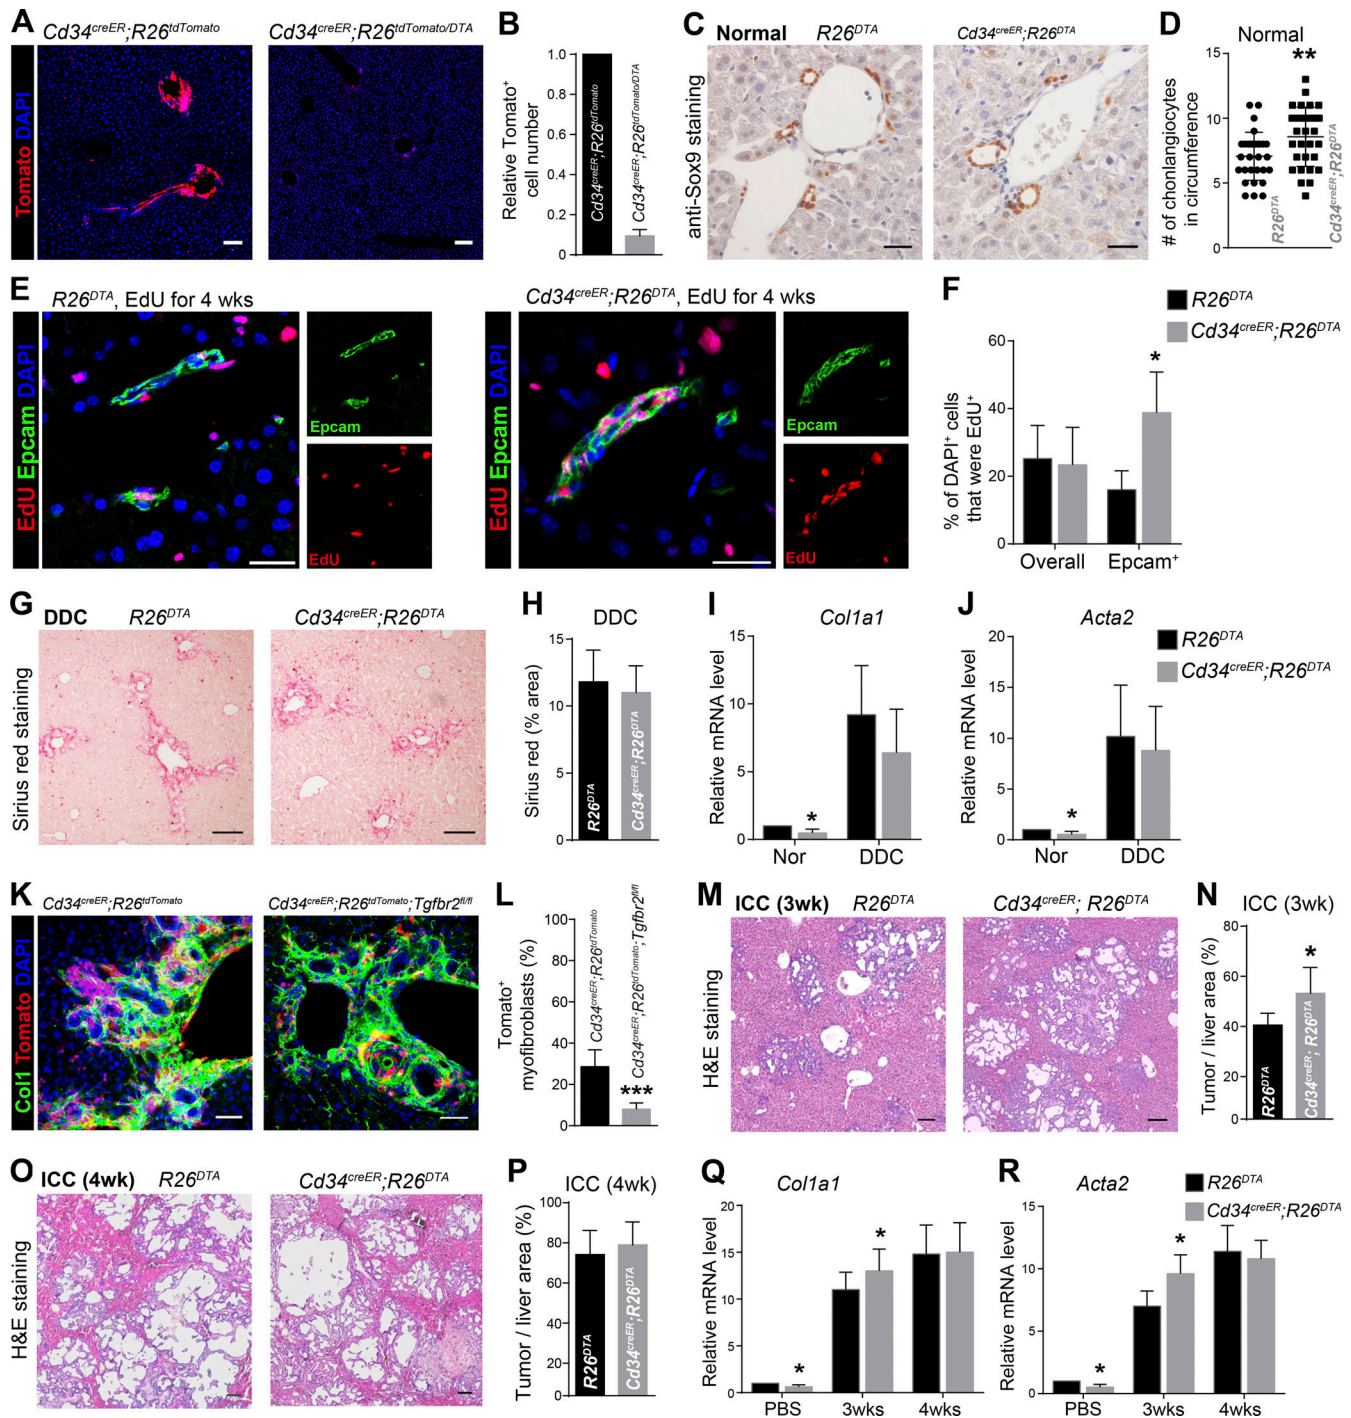 A
Cd34creER;R26tdTomato
Cd34creER;R26tdTomato/DTA
Tomato DAPI
B
Relative Tomato+
cell number
1.0
0.8
0.6
0.4
0.2
0
Cd34creER;R26tdTomato
Cd34creER;R26tdTomato/DTA
C
Normal
R26DTA
Cd34creER;R26DTA
anti-Sox9 staining
D
Normal
# of chonlangiocytes
in circumference
15
10
5
0
**
R26DTA
Cd34creER;R26DTA
E
R26DTA, EdU for 4 wks
EdU Epcam DAPI
Epcam
EdU
Cd34creER;R26DTA, EdU for 4 wks
EdU Epcam DAPI
Epcam
EdU
F
R26DTA
Cd34creER;R26DTA
% of DAPI+ cells
that were EdU+
60
40
20
0
*
Overall
Epcam+
G
DDC
R26DTA
Cd34creER;R26DTA
Sirius red staining
H
DDC
Sirius red (% area)
15
10
5
0
R26DTA
Cd34creER;R26DTA
I
Col1a1
Relative mRNA level
15
10
5
0
*
Nor
DDC
J
Acta2
R26DTA
Cd34creER;R26DTA
Relative mRNA level
20
15
10
5
0
*
Nor
DDC
K
Cd34creER;R26tdTomato
Cd34creER;R26tdTomato;Tgfbr2fl/fl
Col1 Tomato DAPI
L
Tomato+
myofibroblasts (%)
100
80
60
40
20
0
Cd34creER;R26tdTomato
Cd34creER;R26tdTomato;Tgfbr2fl/fl
***
M
ICC (3wk)
R26DTA
Cd34creER; R26DTA
H&E staining
N
ICC (3wk)
Tumor / liver area (%)
80
60
40
20
0
*
R26DTA
Cd34creER; R26DTA
O
ICC (4wk)
R26DTA
Cd34creER;R26DTA
H&E staining
P
ICC (4wk)
Tumor / liver area (%)
100
80
60
40
20
0
R26DTA
Cd34creER;R26DTA
Q
Col1a1
Relative mRNA level
20
15
10
5
0
*
*
PBS
3wks
4wks
R
Acta2
R26DTA
Cd34creER;R26DTA
Relative mRNA level
15
10
5
0
*
*
PBS
3wks
4wks